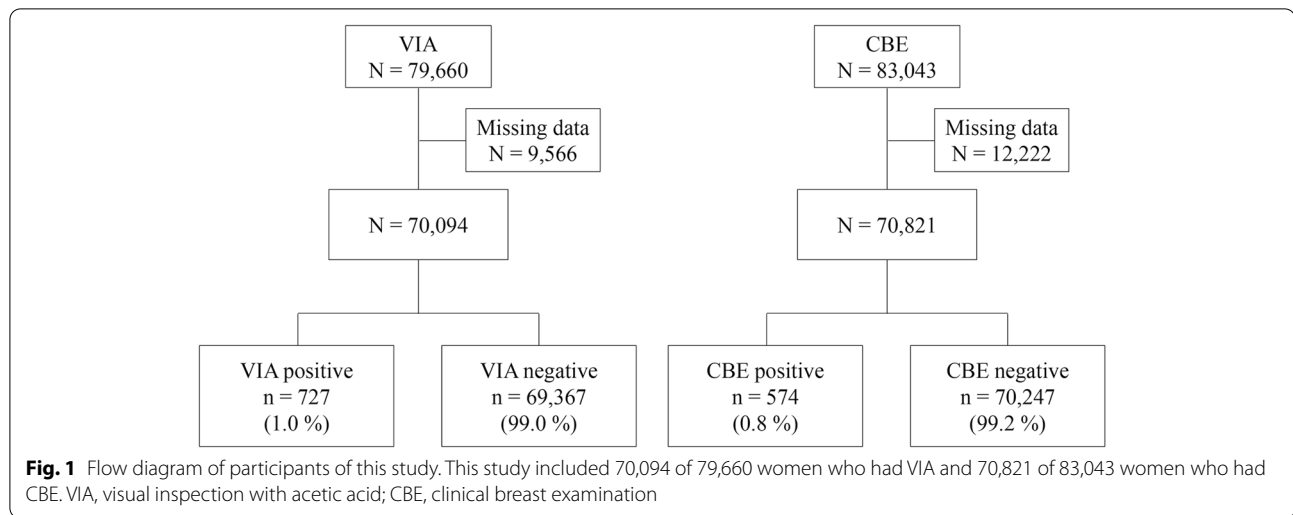 VIA
N = 79,660
CBE
N = 83,043
Missing data
N = 9,566
Missing data
N = 12,222
N = 70,094
N = 70,821
VIA positive
n = 727
(1.0 %)
VIA negative
n = 69,367
(99.0 %)
CBE positive
n = 574
(0.8 %)
CBE negative
n = 70,247
(99.2 %)
Fig. 1 Flow diagram of participants of this study. This study included 70,094 of 79,660 women who had VIA and 70,821 of 83,043 women who had
CBE. VIA, visual inspection with acetic acid; CBE, clinical breast examination